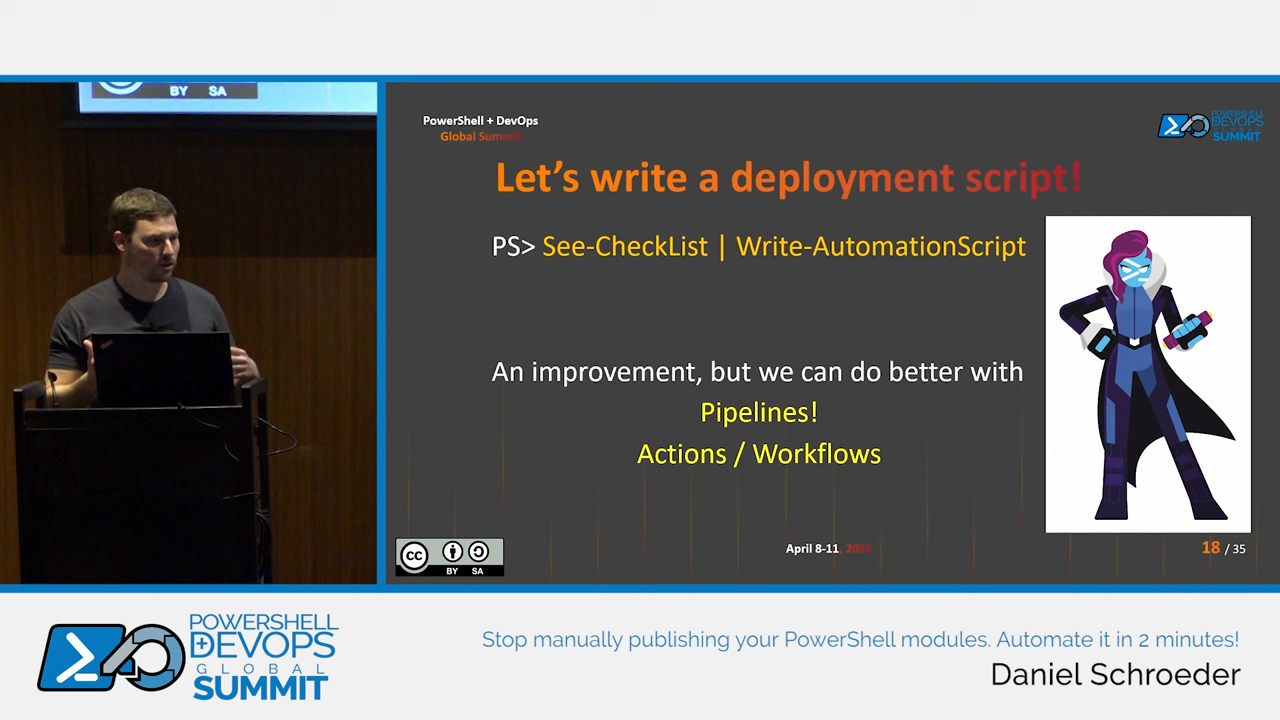 BY SA
PowerShell + DevOps
Global Summit
POWERSHELL
DEVOPS
SUMMIT
Let's write a deployment script!
PS> See-CheckList | Write-AutomationScript
An improvement, but we can do better with
Pipelines!
Actions / Workflows
cc
BY SA
April 8-11, 2024
18 / 35
POWERSHELL
+DEVOPS
GLOBAL
SUMMIT
Stop manually publishing your PowerShell modules. Automate it in 2 minutes!
Daniel Schroeder